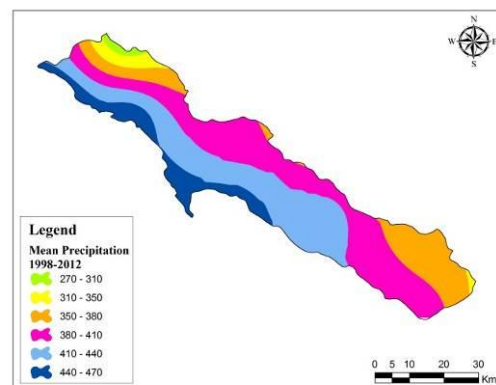 N
W E
S
Legend
Mean Precipitation
1998-2012
270 - 310
310 - 350
350 - 380
380 - 410
410 - 440
440 - 470
0 5 10 20 30
Km